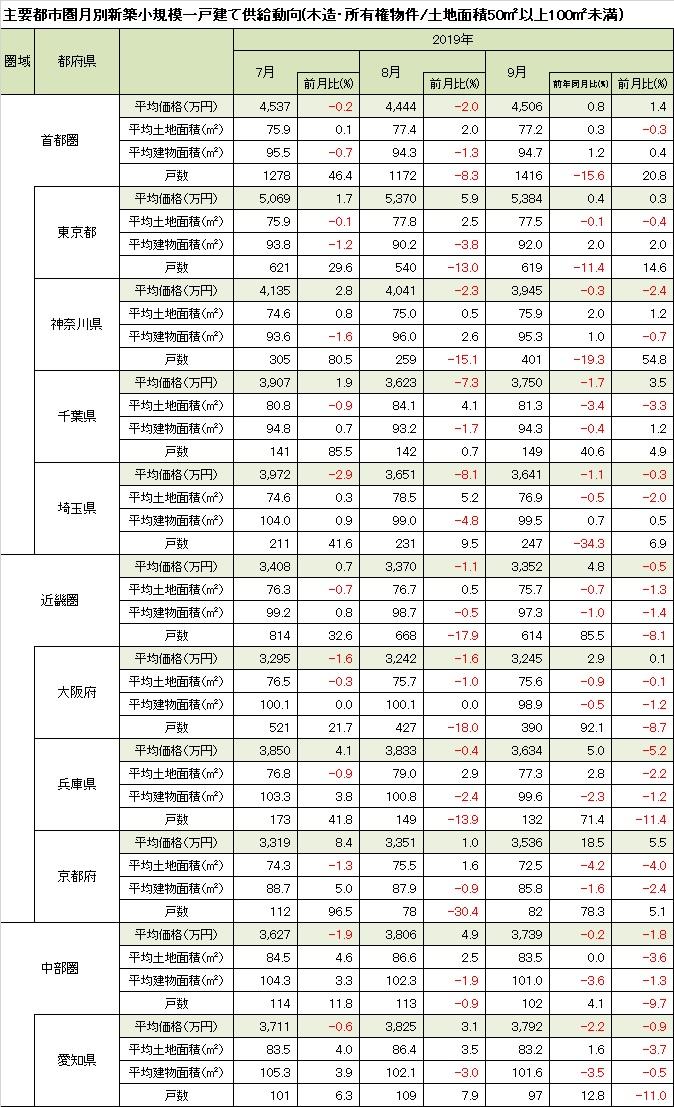 主要都市圏月別新築小規模一戸建て供給動向(木造･所有権物件/土地面積50㎡以上100㎡未満)
圏域 都府県 2019年
7月 前月比(%) 8月 前月比(%) 9月 前年同月比(%) 前月比(%)
首都圏
平均価格(万円) 4,537 -0.2 4,444 -2.0 4,506 0.8 1.4
平均土地面積(㎡) 75.9 0.1 77.4 2.0 77.2 0.3 -0.3
平均建物面積(㎡) 95.5 -0.7 94.3 -1.3 94.7 1.2 0.4
戸数 1278 46.4 1172 -8.3 1416 -15.6 20.8
東京都
平均価格(万円) 5,069 1.7 5,370 5.9 5,384 0.4 0.3
平均土地面積(㎡) 75.9 -0.1 77.8 2.5 77.5 -0.1 -0.4
平均建物面積(㎡) 93.8 -1.2 90.2 -3.8 92.0 2.0 2.0
戸数 621 29.6 540 -13.0 619 -11.4 14.6
神奈川県
平均価格(万円) 4,135 2.8 4,041 -2.3 3,945 -0.3 -2.4
平均土地面積(㎡) 74.6 0.8 75.0 0.5 75.9 2.0 1.2
平均建物面積(㎡) 93.6 -1.6 96.0 2.6 95.3 1.0 -0.7
戸数 305 80.5 259 -15.1 401 -19.3 54.8
千葉県
平均価格(万円) 3,907 1.9 3,623 -7.3 3,750 -1.7 3.5
平均土地面積(㎡) 80.8 -0.9 84.1 4.1 81.3 -3.4 -3.3
平均建物面積(㎡) 94.8 0.7 93.2 -1.7 94.3 -0.4 1.2
戸数 141 85.5 142 0.7 149 40.6 4.9
埼玉県
平均価格(万円) 3,972 -2.9 3,651 -8.1 3,641 -1.1 -0.3
平均土地面積(㎡) 74.6 0.3 78.5 5.2 76.9 -0.5 -2.0
平均建物面積(㎡) 104.0 0.9 99.0 -4.8 99.5 0.7 0.5
戸数 211 41.6 231 9.5 247 -34.3 6.9
近畿圏
平均価格(万円) 3,408 0.7 3,370 -1.1 3,352 4.8 -0.5
平均土地面積(㎡) 76.3 -0.7 76.7 0.5 75.7 -0.7 -1.3
平均建物面積(㎡) 99.2 0.8 98.7 -0.5 97.3 -1.0 -1.4
戸数 814 32.6 668 -17.9 614 85.5 -8.1
大阪府
平均価格(万円) 3,295 -1.6 3,242 -1.6 3,245 2.9 0.1
平均土地面積(㎡) 76.5 -0.3 75.7 -1.0 75.6 -0.9 -0.1
平均建物面積(㎡) 100.1 0.0 100.1 0.0 98.9 -0.5 -1.2
戸数 521 21.7 427 -18.0 390 92.1 -8.7
兵庫県
平均価格(万円) 3,850 4.1 3,833 -0.4 3,634 5.0 -5.2
平均土地面積(㎡) 76.8 -0.9 79.0 2.9 77.3 2.8 -2.2
平均建物面積(㎡) 103.3 3.8 100.8 -2.4 99.6 -2.3 -1.2
戸数 173 41.8 149 -13.9 132 71.4 -11.4
京都府
平均価格(万円) 3,319 8.4 3,351 1.0 3,536 18.5 5.5
平均土地面積(㎡) 74.3 -1.3 75.5 1.6 72.5 -4.2 -4.0
平均建物面積(㎡) 88.7 5.0 87.9 -0.9 85.8 -1.6 -2.4
戸数 112 96.5 78 -30.4 82 78.3 5.1
中部圏
平均価格(万円) 3,627 -1.9 3,806 4.9 3,739 -0.2 -1.8
平均土地面積(㎡) 84.5 4.6 86.6 2.5 83.5 0.0 -3.6
平均建物面積(㎡) 104.3 3.3 102.3 -1.9 101.0 -3.6 -1.3
戸数 114 11.8 113 -0.9 102 4.1 -9.7
愛知県
平均価格(万円) 3,711 -0.6 3,825 3.1 3,792 -2.2 -0.9
平均土地面積(㎡) 83.5 4.0 86.4 3.5 83.2 1.6 -3.7
平均建物面積(㎡) 105.3 3.9 102.1 -3.0 101.6 -3.5 -0.5
戸数 101 6.3 109 7.9 97 12.8 -11.0